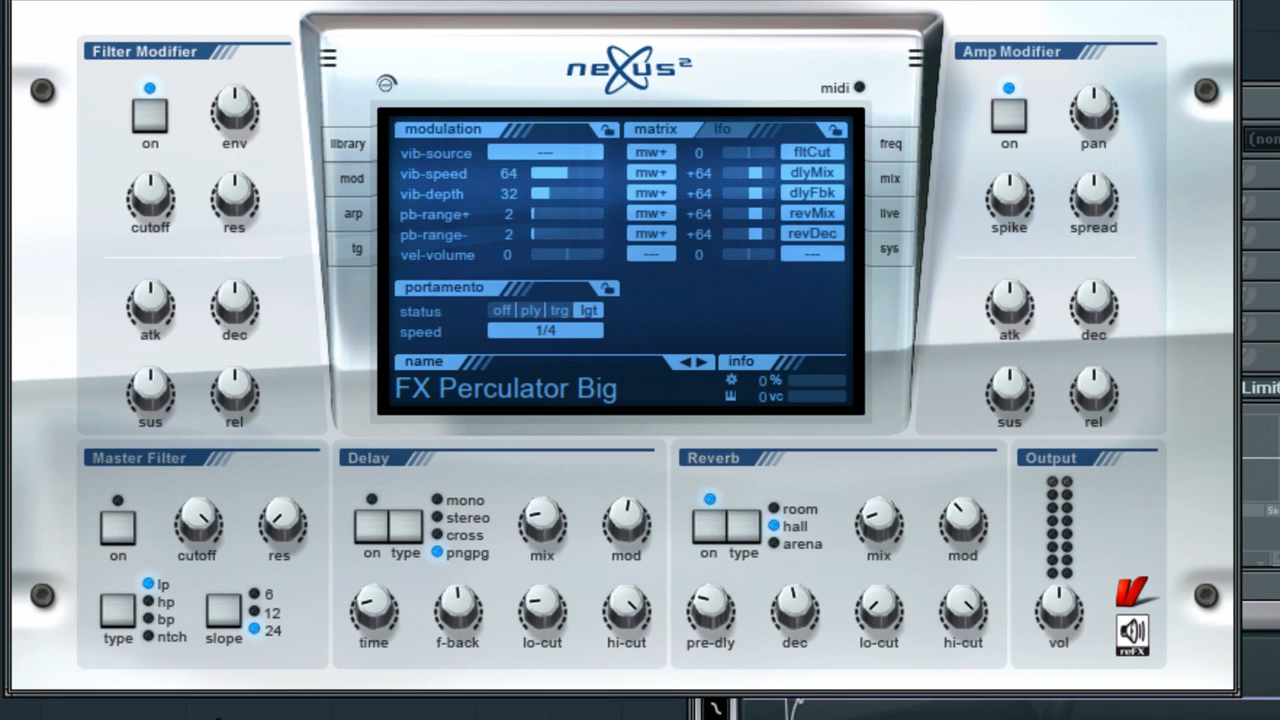 Filter Modifier
on
env
cutoff
res
atk
dec
sus
rel
nexus²
midi
library
mod
arp
tg
modulation
vib-source ---
vib-speed 64
vib-depth 32
pb-range+ 2
pb-range- 2
vel-volume 0
matrix lfo
mw+ 0 fltCut
mw+ +64 dlyMix
mw+ +64 dlyFbk
mw+ +64 revMix
mw+ +64 revDec
--- 0 ---
portamento
status off ply trg lgt
speed 1/4
name
FX Perculator Big
info
0 %
0 vc
freq
mix
live
sys
Amp Modifier
on
pan
spike
spread
atk
dec
sus
rel
Master Filter
on
cutoff
res
type
lp
hp
bp
ntch
slope
6
12
24
Delay
on type
mono
stereo
cross
pngpg
mix
mod
time
f-back
lo-cut
hi-cut
Reverb
on type
room
hall
arena
mix
mod
pre-dly
dec
lo-cut
hi-cut
Output
vol
V
reFX
(non
Limit
5k